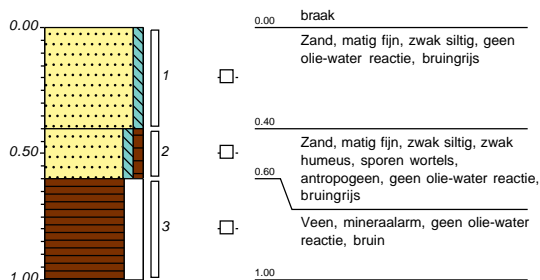 0.00
0.50
1.00
1
2
3
0.00
braak
Zand, matig fijn, zwak siltig, geen
olie-water reactie, bruingrijs
0.40
Zand, matig fijn, zwak siltig, zwak
humeus, sporen wortels,
antropogeen, geen olie-water reactie,
bruingrijs
0.60
Veen, mineraalarm, geen olie-water
reactie, bruin
1.00